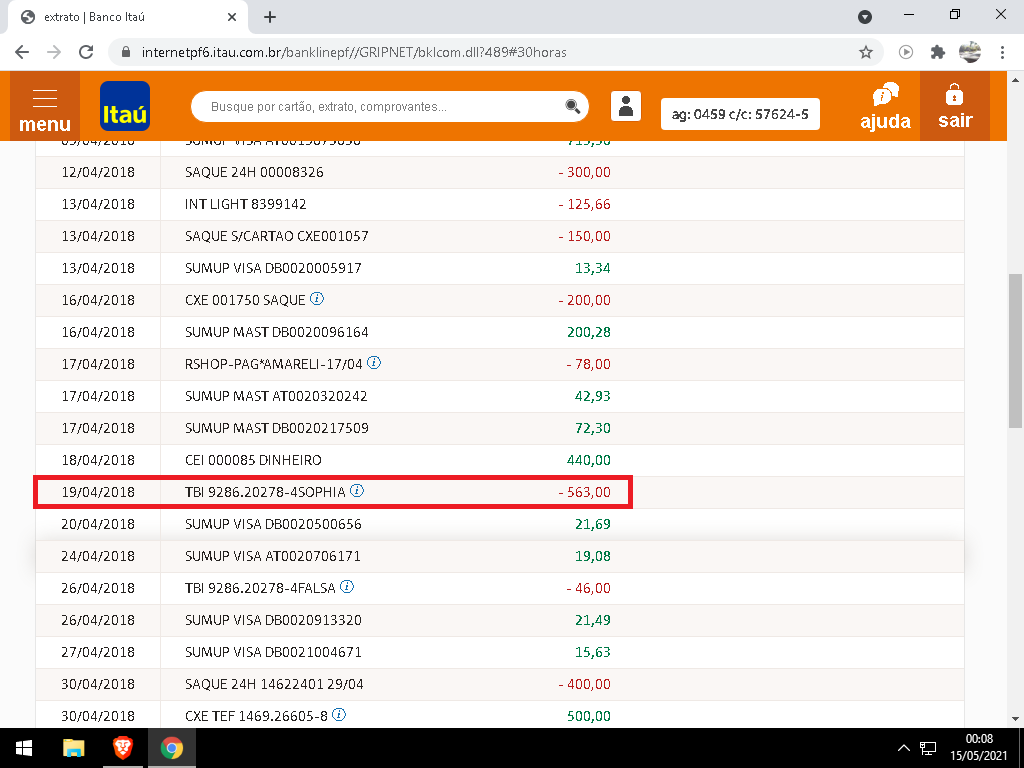 extrato | Banco Itaú
internetpf6.itau.com.br/banklinepf//GRIPNET/bklcom.dll?489#30horas
menu
Itaú
Busque por cartão, extrato, comprovantes...
ag: 0459 c/c: 57624-5
ajuda
sair
12/04/2018 SAQUE 24H 00008326 - 300,00
13/04/2018 INT LIGHT 8399142 - 125,66
13/04/2018 SAQUE S/CARTAO CXE001057 - 150,00
13/04/2018 SUMUP VISA DB0020005917 13,34
16/04/2018 CXE 001750 SAQUE - 200,00
16/04/2018 SUMUP MAST DB0020096164 200,28
17/04/2018 RSHOP-PAG*AMARELI-17/04 - 78,00
17/04/2018 SUMUP MAST AT0020320242 42,93
17/04/2018 SUMUP MAST DB0020217509 72,30
18/04/2018 CEI 000085 DINHEIRO 440,00
19/04/2018 TBI 9286.20278-4SOPHIA - 563,00
20/04/2018 SUMUP VISA DB0020500656 21,69
24/04/2018 SUMUP VISA AT0020706171 19,08
26/04/2018 TBI 9286.20278-4FALSA - 46,00
26/04/2018 SUMUP VISA DB0020913320 21,49
27/04/2018 SUMUP VISA DB0021004671 15,63
30/04/2018 SAQUE 24H 14622401 29/04 - 400,00
30/04/2018 CXE TEF 1469.26605-8 500,00
00:08
15/05/2021